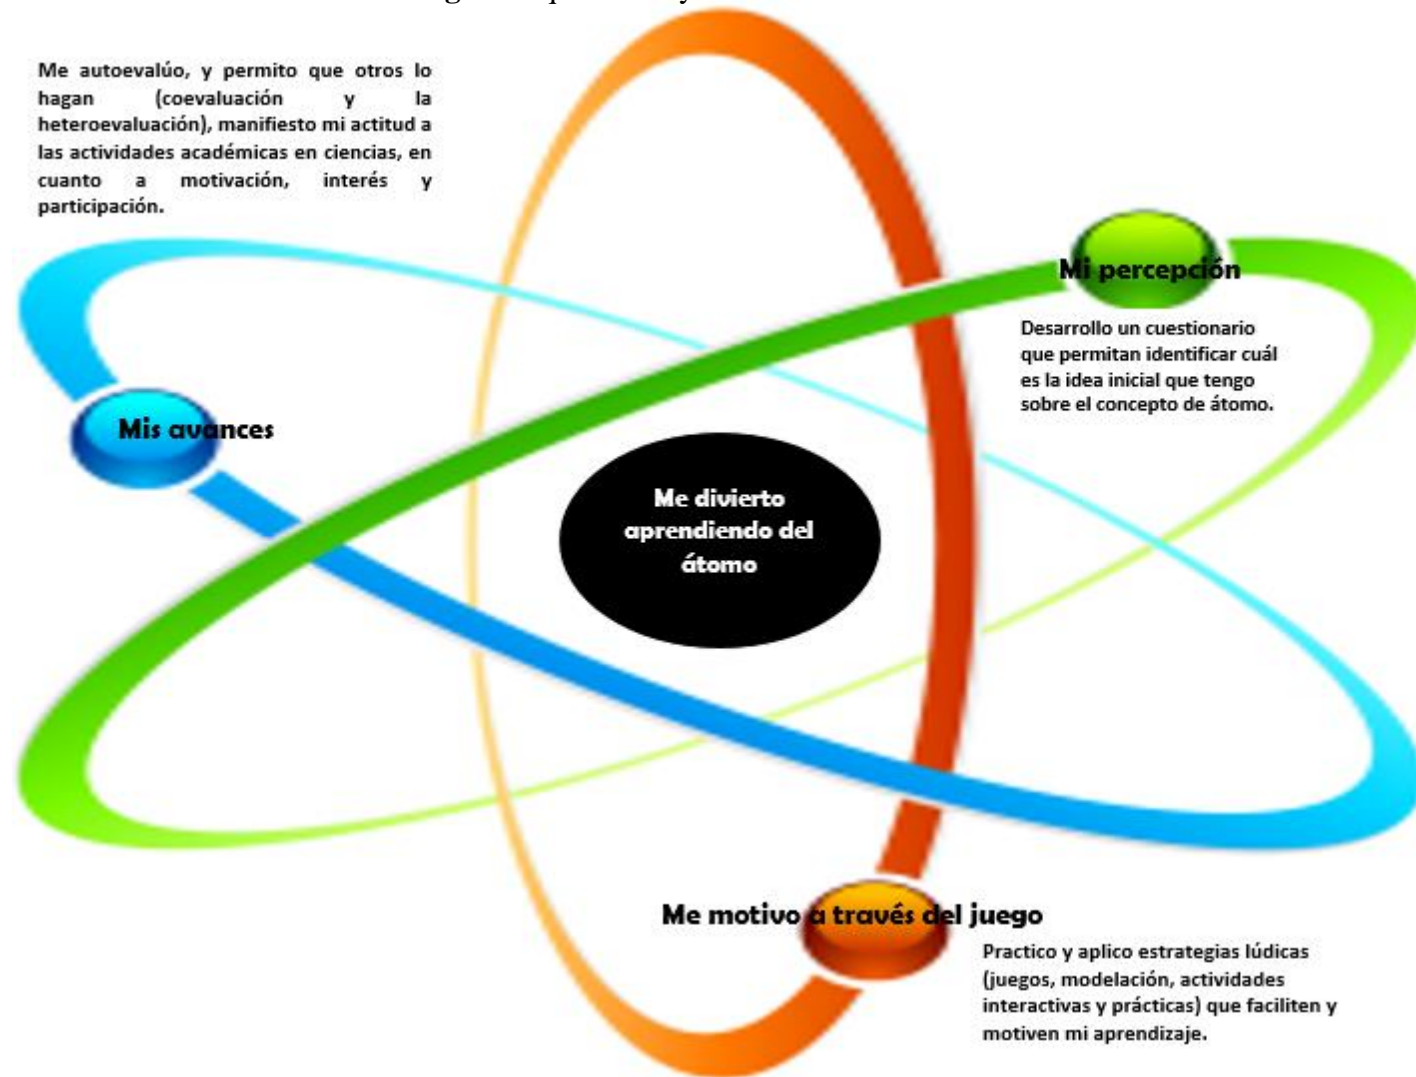 Me autoevalúo, y permito que otros lo
hagan (coevaluación y la
heteroevaluación), manifiesto mi actitud a
las actividades académicas en ciencias, en
cuanto a motivación, interés y
participación.
Mi percepción
Desarrollo un cuestionario
que permitan identificar cuál
es la idea inicial que tengo
sobre el concepto de átomo.
Mis avances
Me divierto
aprendiendo del
átomo
Me motivo a través del juego
Practico y aplico estrategias lúdicas
(juegos, modelación, actividades
interactivas y prácticas) que faciliten y
motiven mi aprendizaje.